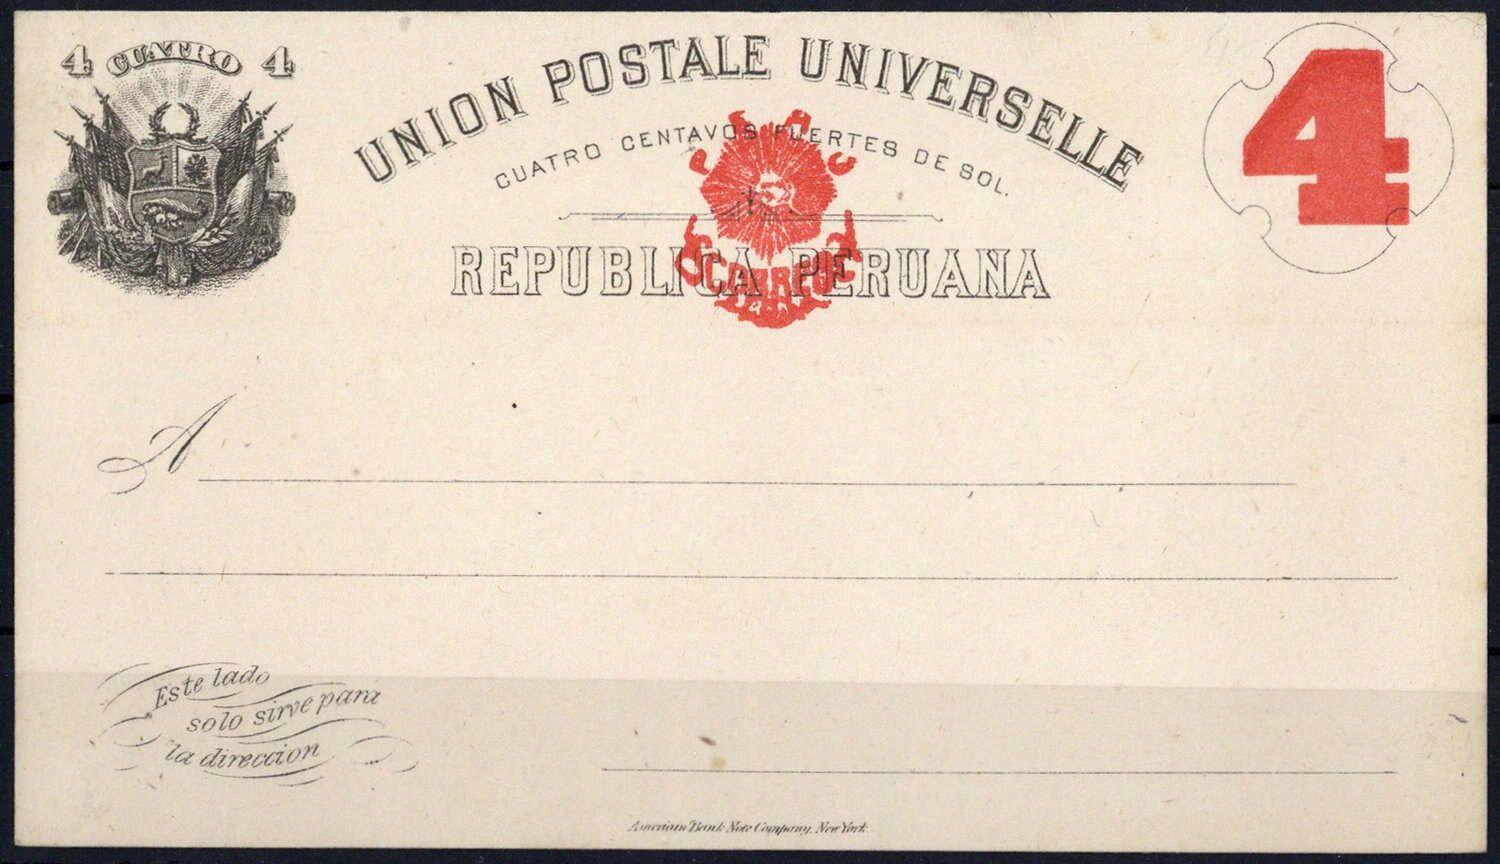 4 CUATRO 4
UNION POSTALE UNIVERSELLE
CUATRO CENTAVOS FUERTES DE SOL.
REPUBLICA PERUANA
4
A
Este lado
solo sirve para
la direccion
American Bank Note Company, New York